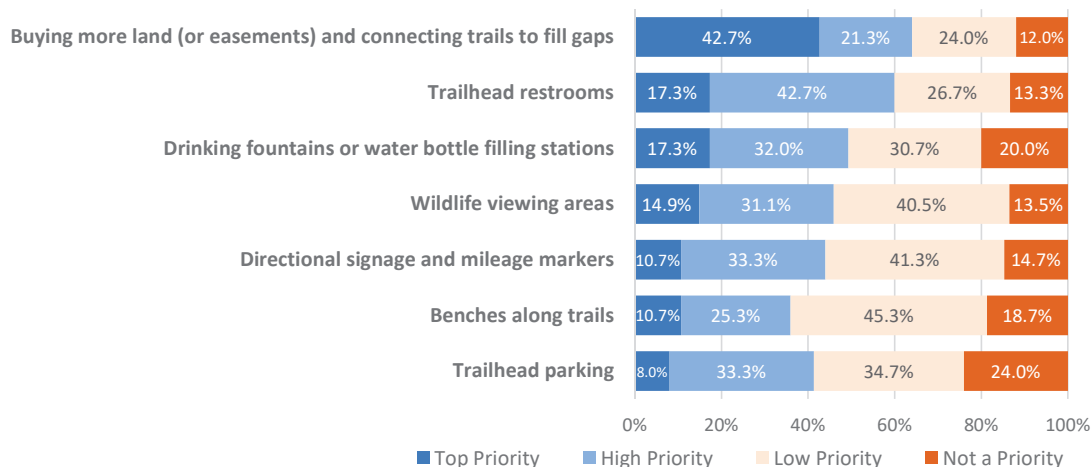 Buying more land (or easements) and connecting trails to fill gaps 42.7% 21.3% 24.0% 12.0%
Trailhead restrooms 17.3% 42.7% 26.7% 13.3%
Drinking fountains or water bottle filling stations 17.3% 32.0% 30.7% 20.0%
Wildlife viewing areas 14.9% 31.1% 40.5% 13.5%
Directional signage and mileage markers 10.7% 33.3% 41.3% 14.7%
Benches along trails 10.7% 25.3% 45.3% 18.7%
Trailhead parking 8.0% 33.3% 34.7% 24.0%
0% 20% 40% 60% 80% 100%
Top Priority High Priority Low Priority Not a Priority